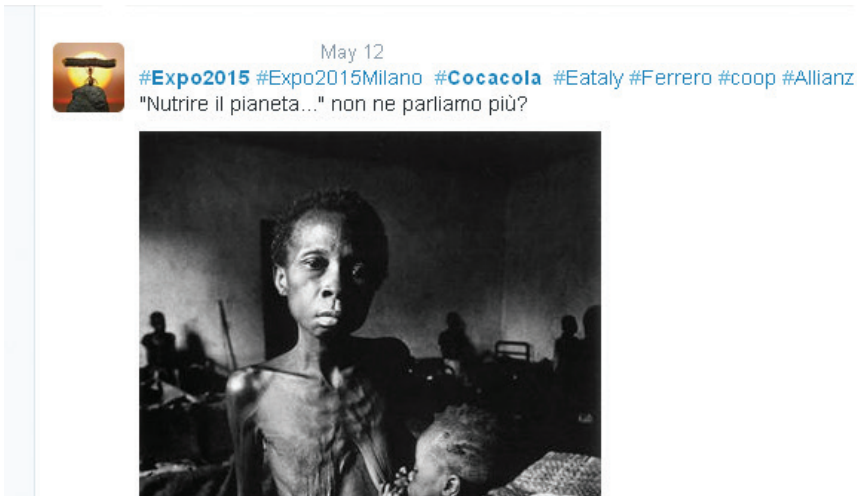 May 12
#Expo2015 #Expo2015Milano #Cocacola #Eataly #Ferrero #coop #Allianz
"Nutrire il pianeta..." non ne parliamo più?